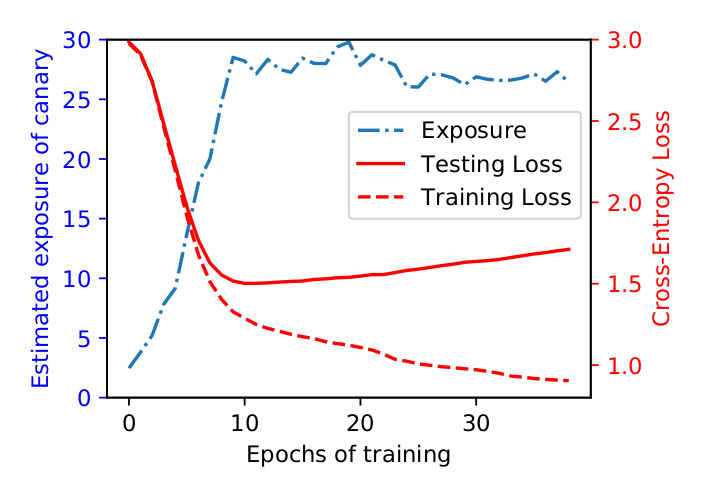 Estimated exposure of canary
30
25
20
15
10
5
0
Exposure
Testing Loss
Training Loss
3.0
2.5
2.0
1.5
1.0
Cross-Entropy Loss
0 10 20 30
Epochs of training